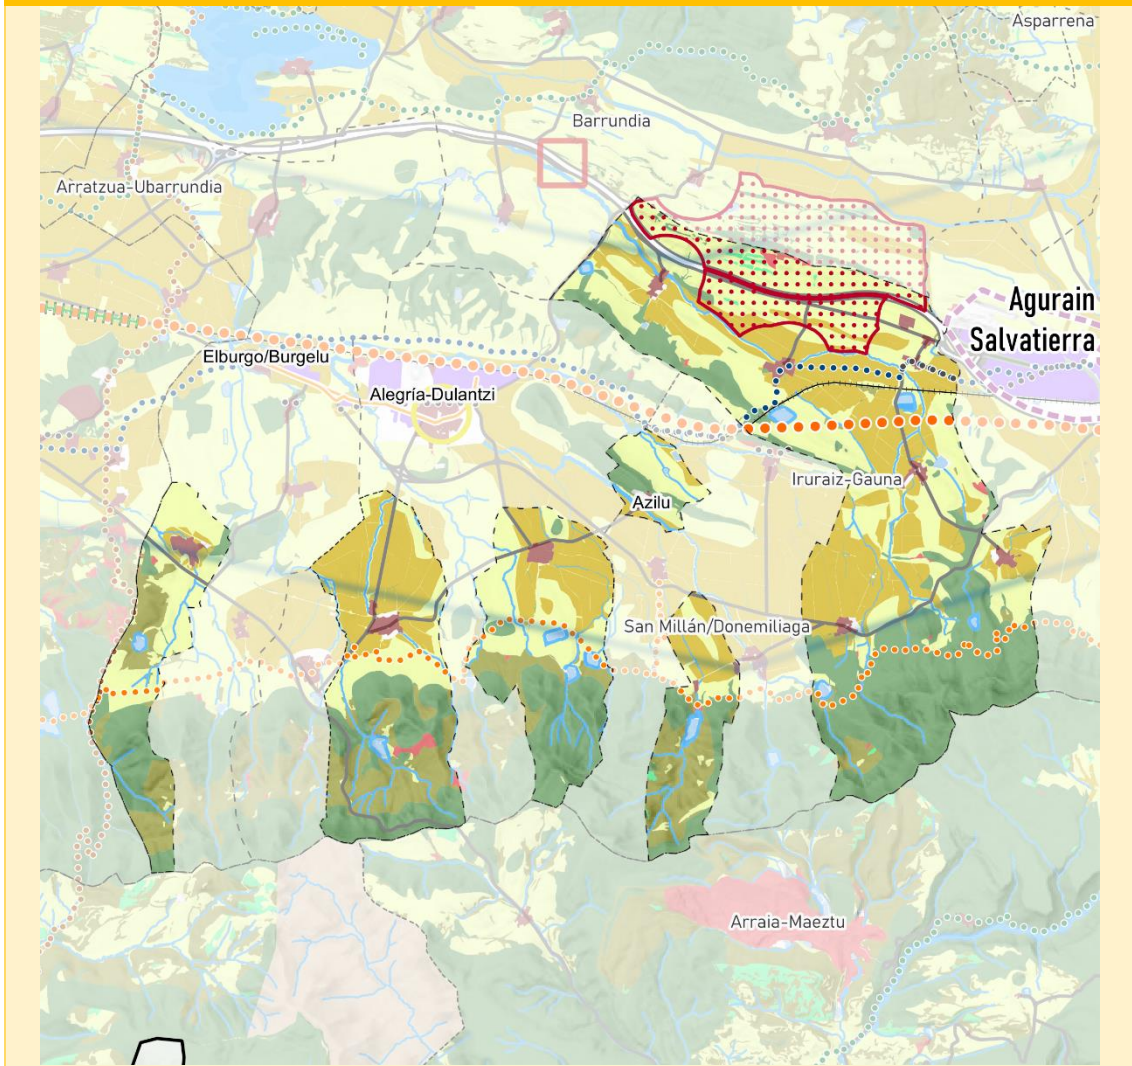 Asparrena
Barrundia
Arratzua-Ubarrundia
Agurain
Salvatierra
Elburgo/Burgelu
Alegría-Dulantzi
Iruraiz-Gauna
Azilu
San Millán/Donemiliaga
Arraia-Maeztu